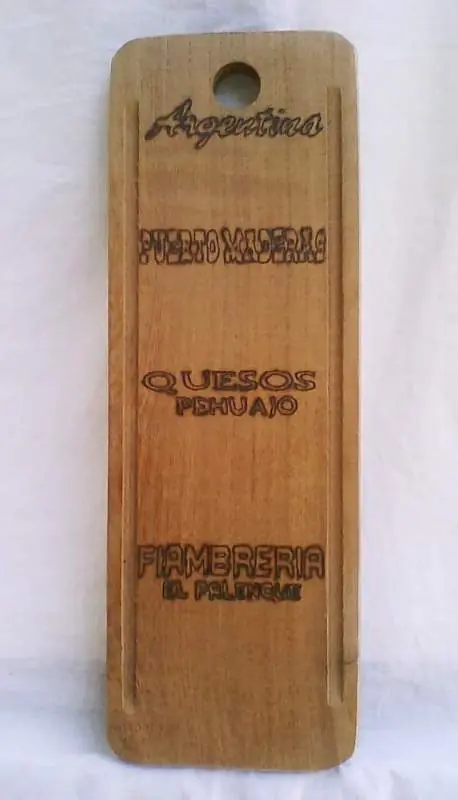 Argentina
PUERTO MADERAS
QUESOS
PEHUAJO
FIAMBRERIA
EL PALENQUE